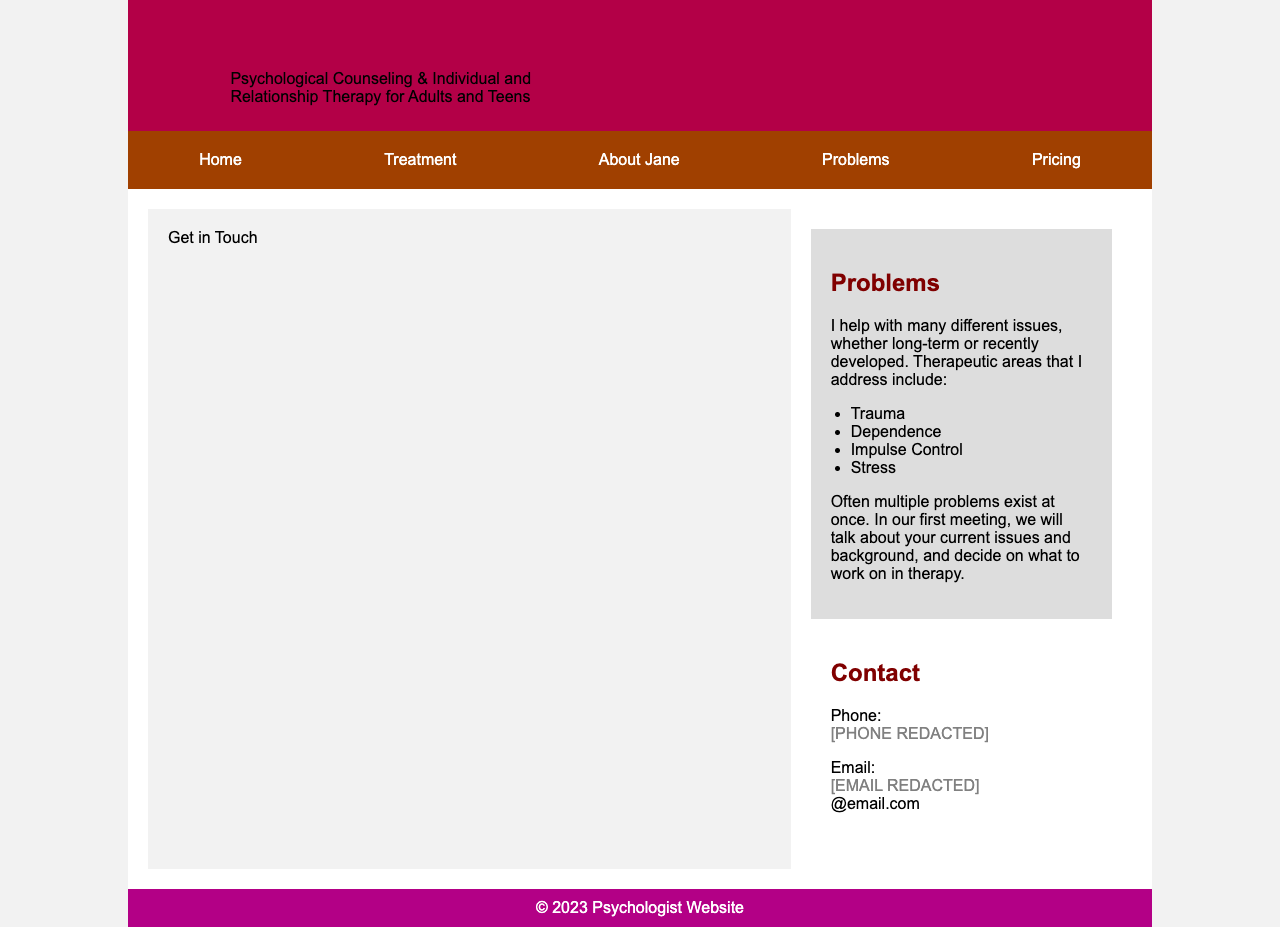 Psychological Counseling & Individual and
Relationship Therapy for Adults and Teens
Home
Treatment
About Jane
Problems
Pricing
Get in Touch
Problems
I help with many different issues,
whether long-term or recently
developed. Therapeutic areas that I
address include:
• Trauma
• Dependence
• Impulse Control
• Stress
Often multiple problems exist at
once. In our first meeting, we will
talk about your current issues and
background, and decide on what to
work on in therapy.
Contact
Phone:
[PHONE REDACTED]
Email:
[EMAIL REDACTED]
@email.com
© 2023 Psychologist Website